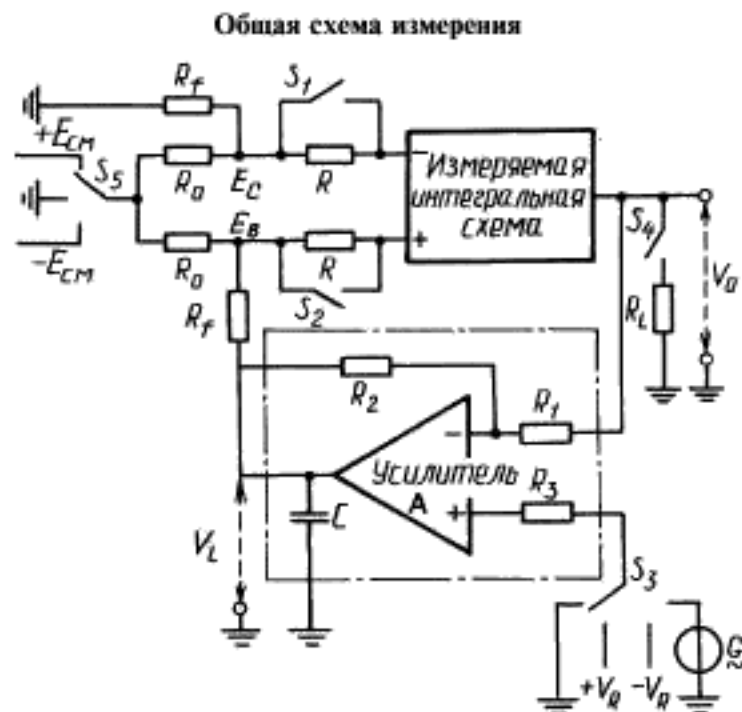 Общая схема измерения
R_f
S_1
+E_см
S_5
R_0
E_c
R
−
Измеряемая
интегральная
схема
E_в
+
S_4
−E_см
R_0
R
S_2
V_0
R_f
R_L
R_2
R_1
−
Усилитель
A
R_3
+
V_L
C
S_3
G
~
+V_R
−V_R